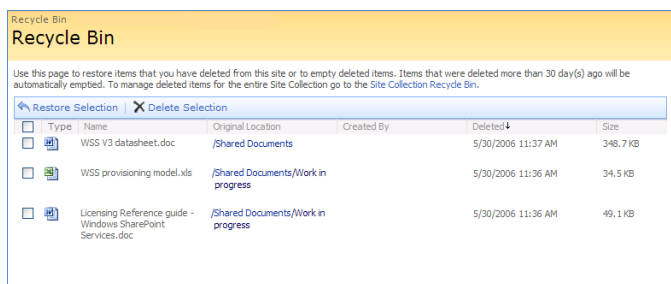 Recycle Bin
Recycle Bin
Use this page to restore items that you have deleted from this site or to empty deleted items. Items that were deleted more than 30 day(s) ago will be
automatically emptied. To manage deleted items for the entire Site Collection go to the Site Collection Recycle Bin.
Restore Selection | Delete Selection
Type Name Original Location Created By Deleted Size
WSS V3 datasheet.doc /Shared Documents 5/30/2006 11:37 AM 348.7 KB
WSS provisioning model.xls /Shared Documents/Work in 5/30/2006 11:36 AM 34.5 KB
progress
Licensing Reference guide - /Shared Documents/Work in 5/30/2006 11:36 AM 49.1 KB
Windows SharePoint progress
Services.doc